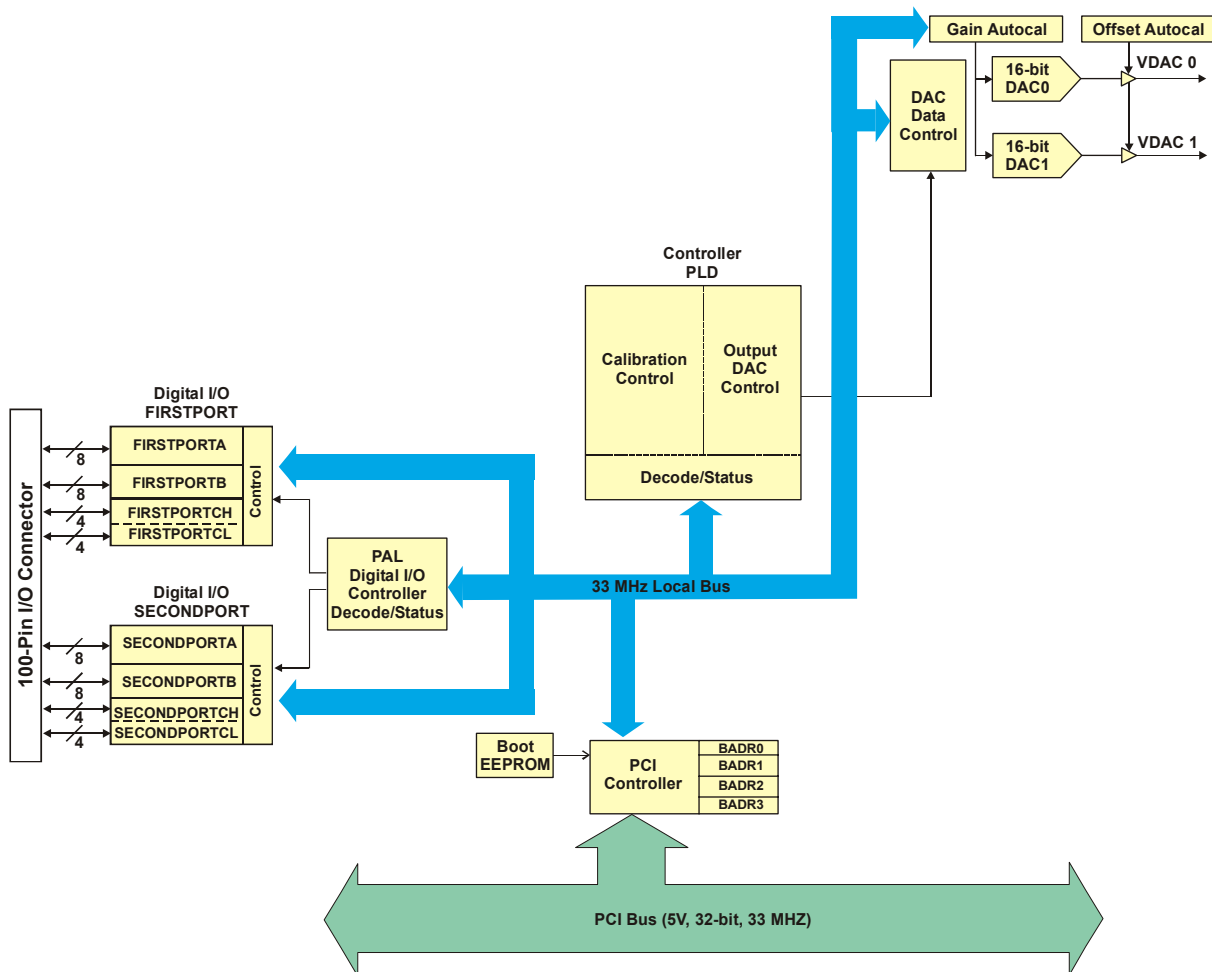 Gain Autocal
Offset Autocal
VDAC 0
16-bit
DAC0
DAC
Data
Control
VDAC 1
16-bit
DAC1
Controller
PLD
Calibration
Control
Output
DAC
Control
Decode/Status
100-Pin I/O Connector
Digital I/O
FIRSTPORT
FIRSTPORTA
8
FIRSTPORTB
8
FIRSTPORTCH
4
FIRSTPORTCL
4
Control
PAL
Digital I/O
Controller
Decode/Status
33 MHz Local Bus
Digital I/O
SECONDPORT
SECONDPORTA
8
SECONDPORTB
8
SECONDPORTCH
4
SECONDPORTCL
4
Control
Boot
EEPROM
PCI
Controller
BADR0
BADR1
BADR2
BADR3
PCI Bus (5V, 32-bit, 33 MHZ)